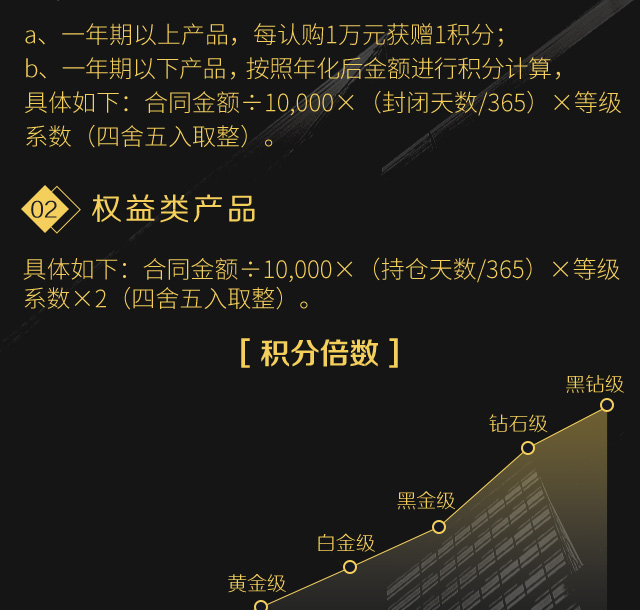 a、一年期以上产品，每认购1万元获赠1积分；
b、一年期以下产品，按照年化后金额进行积分计算，
具体如下：合同金额÷10,000×（封闭天数/365）×等级
系数（四舍五入取整）。
02 权益类产品
具体如下：合同金额÷10,000×（持仓天数/365）×等级
系数×2（四舍五入取整）。
[ 积分倍数 ]
黑钻级
钻石级
黑金级
白金级
黄金级